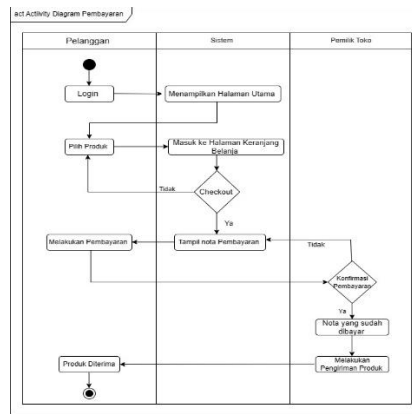 act Activity Diagram Pembayaran
Pelanggan
Sistem
Pemilik Toko
Login
Menampilkan Halaman Utama
Pilih Produk
Masuk ke Halaman Keranjang
Belanja
Tidak
Checkout
Ya
Melakukan Pembayaran
Tampil nota Pembayaran
Tidak
Konfirmasi
Pembayaran
Ya
Nota yang sudah
dibayar
Produk Diterima
Melakukan
Pengiriman Produk